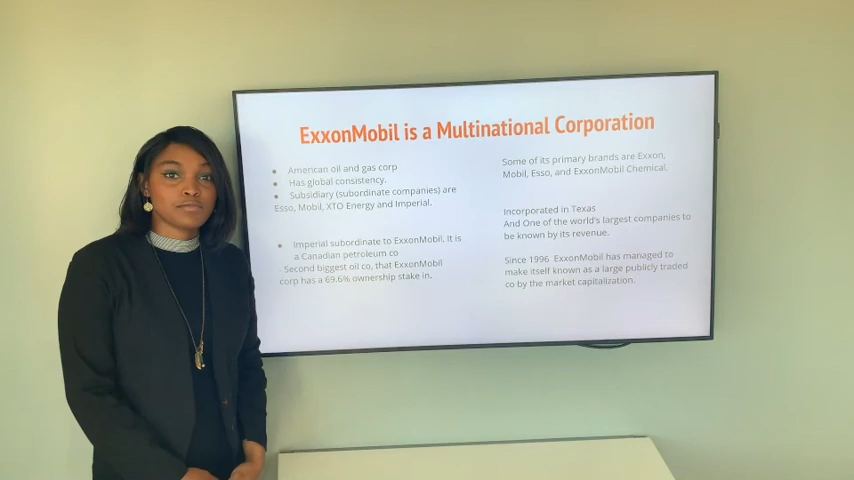 ExxonMobil is a Multinational Corporation
American oil and gas corp
Has global consistency.
Subsidiary (subordinate companies) are
Esso, Mobil, XTO Energy and Imperial.
Imperial subordinate to ExxonMobil. It is
a Canadian petroleum co
- Second biggest oil co, that ExxonMobil
corp has a 69.6% ownership stake in.
Some of its primary brands are Exxon,
Mobil, Esso, and ExxonMobil Chemical.
Incorporated in Texas
And One of the world's largest companies to
be known by its revenue.
Since 1996 ExxonMobil has managed to
make itself known as a large publicly traded
co by the market capitalization.